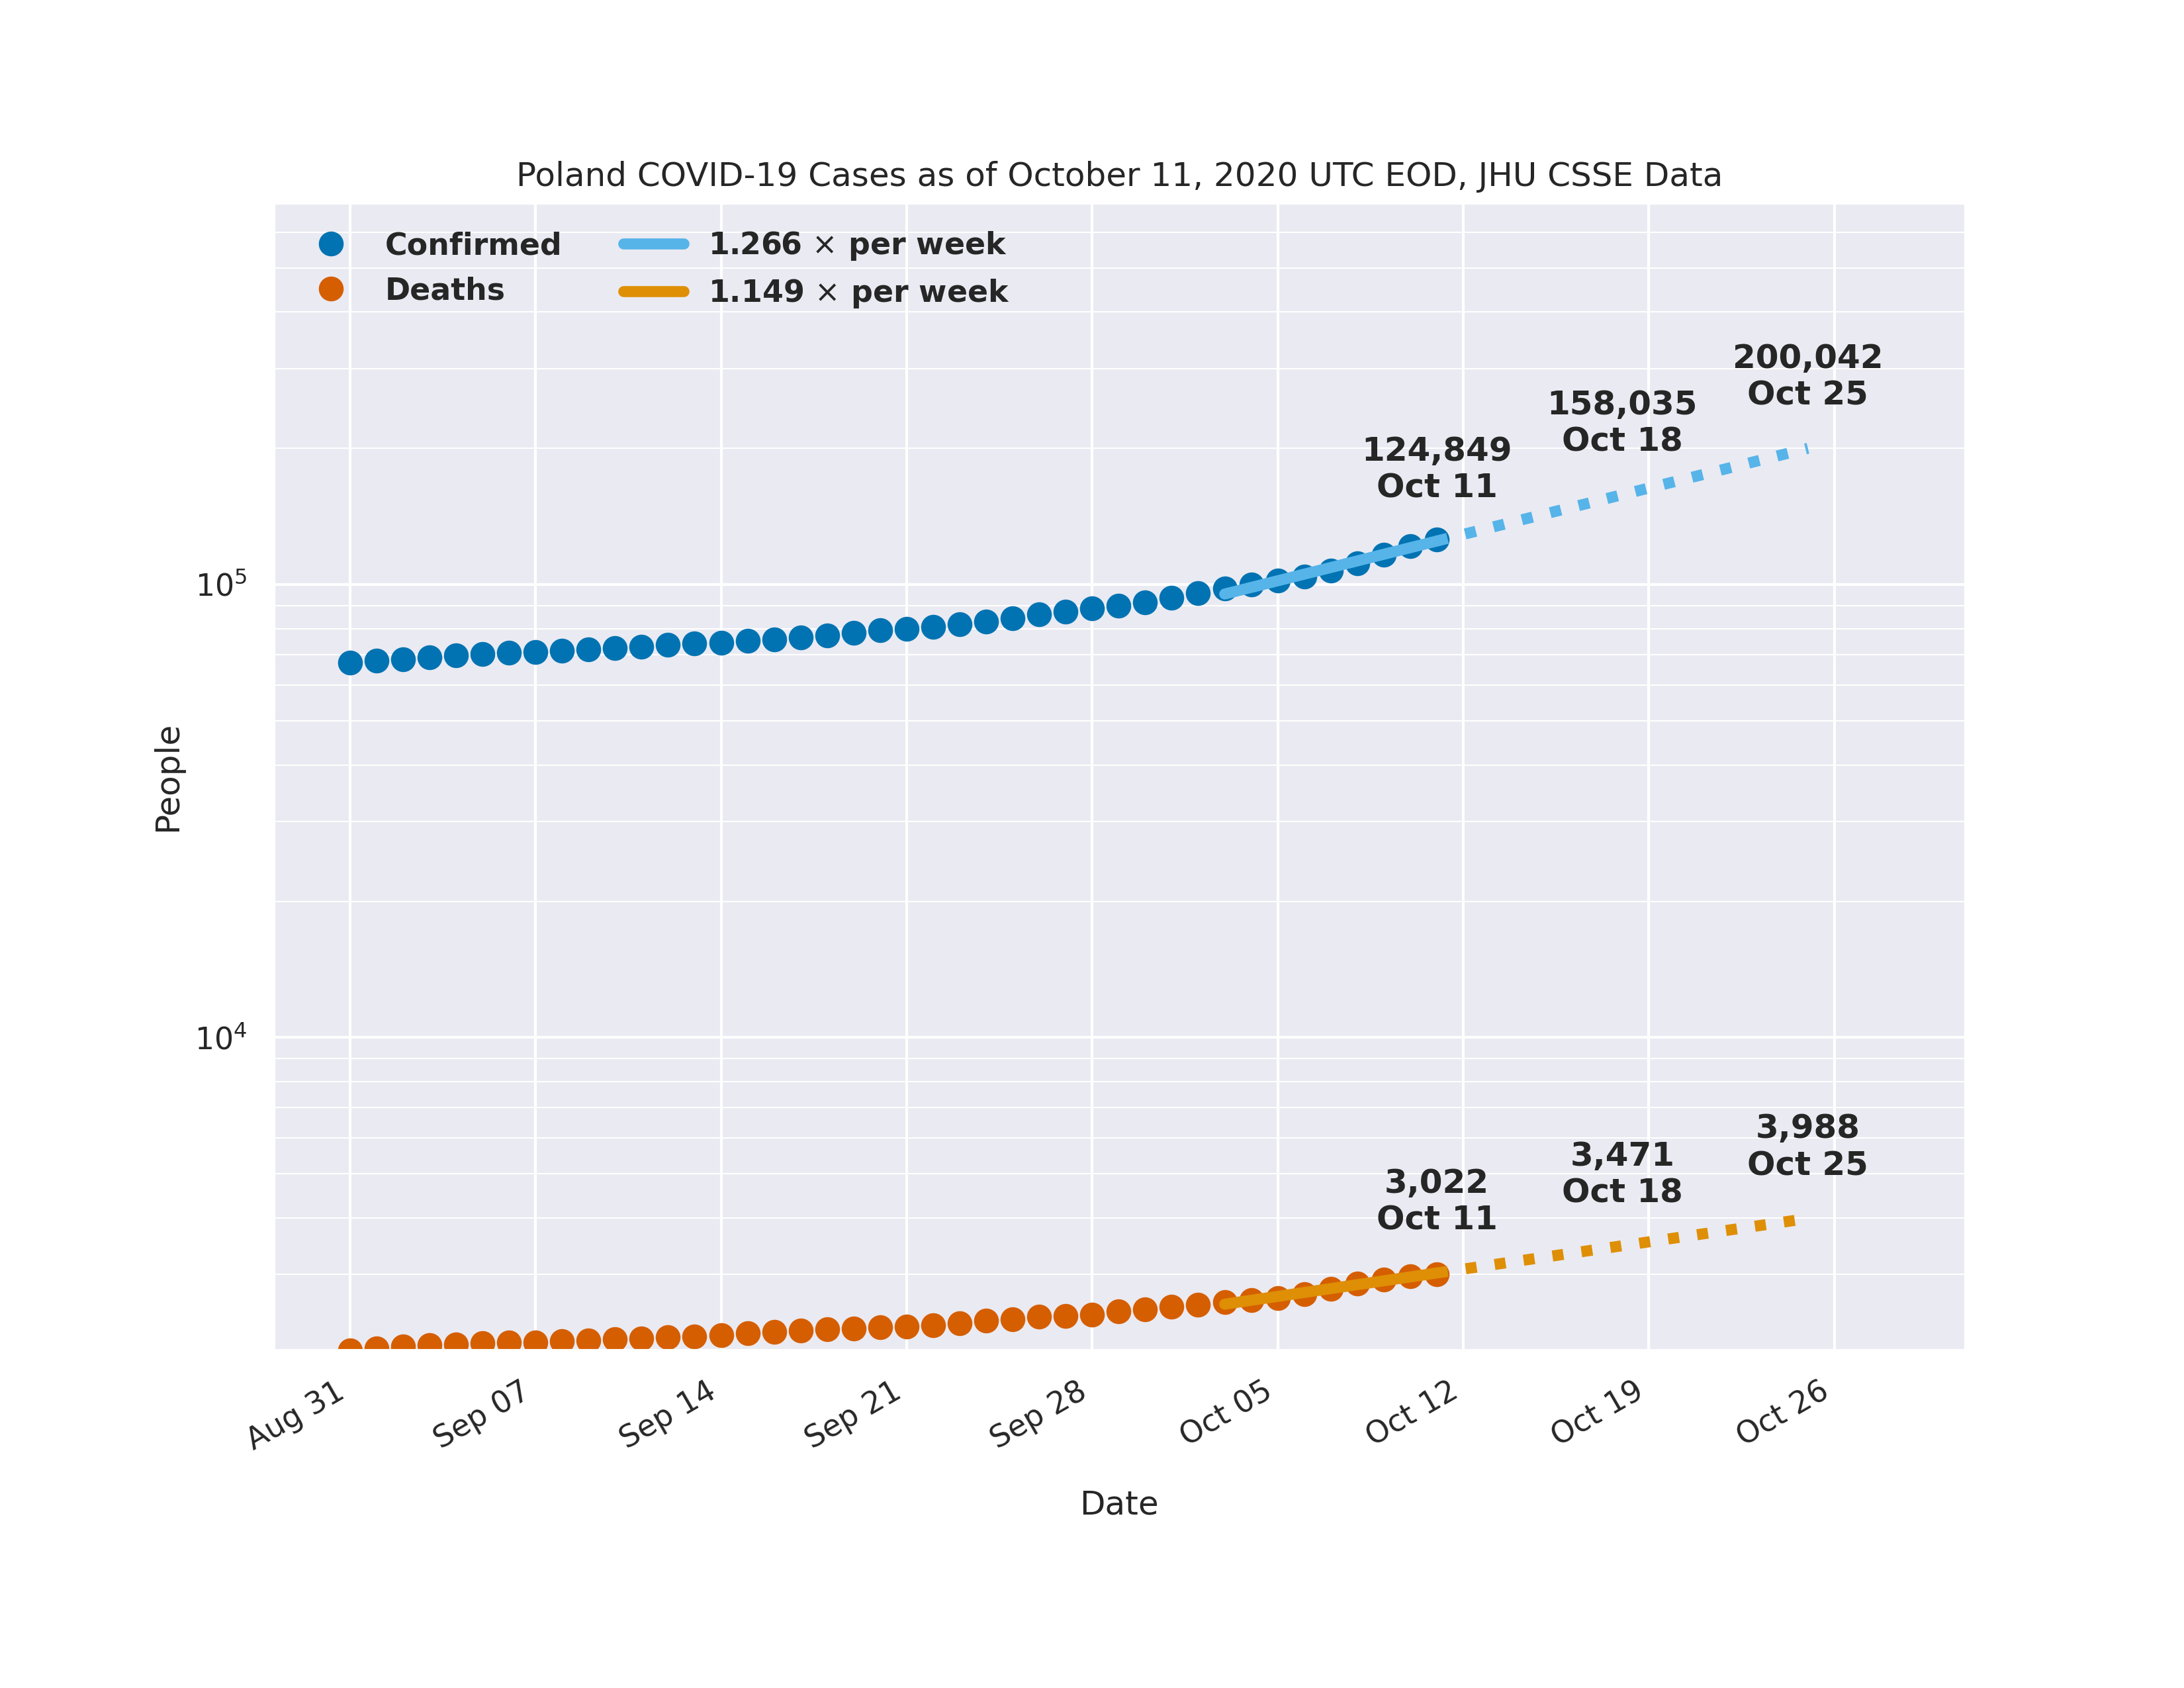 Poland COVID-19 Cases as of October 11, 2020 UTC EOD, JHU CSSE Data
Confirmed
Deaths
1.266 × per week
1.149 × per week
200,042
Oct 25
158,035
Oct 18
124,849
Oct 11
10⁵
People
10⁴
3,988
Oct 25
3,471
Oct 18
3,022
Oct 11
Aug 31
Sep 07
Sep 14
Sep 21
Sep 28
Oct 05
Oct 12
Oct 19
Oct 26
Date